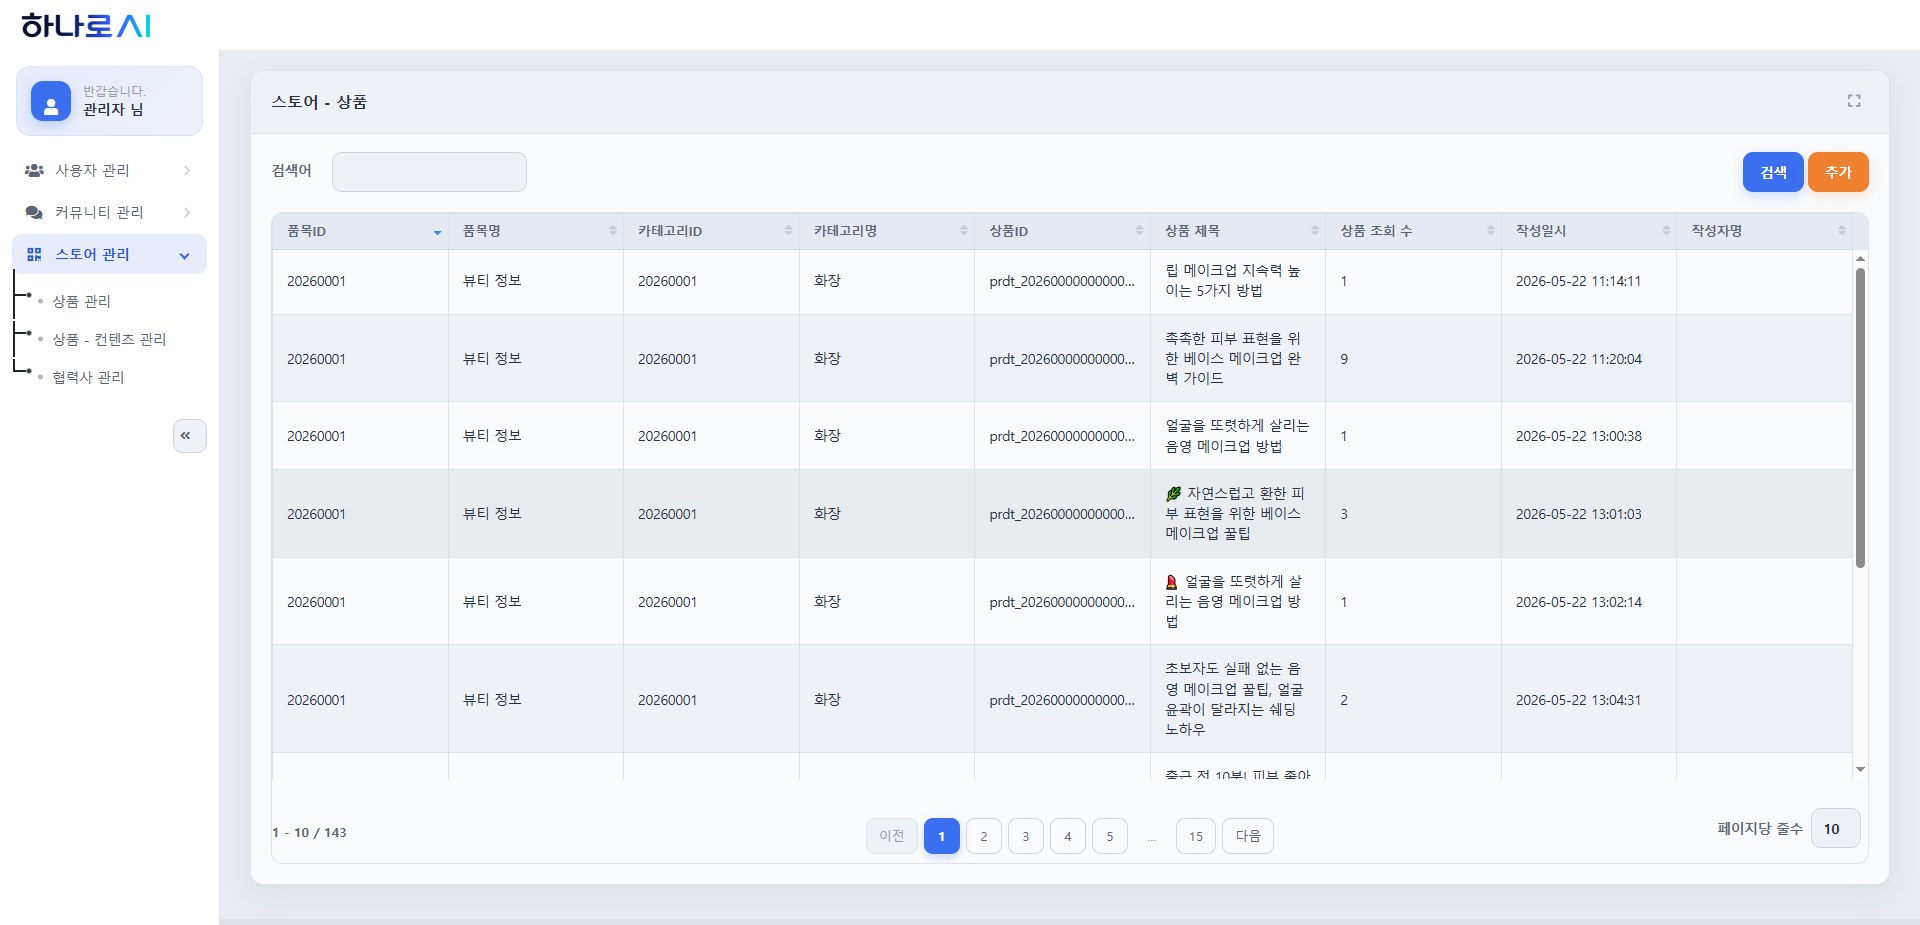 하나로 AI
반갑습니다.
관리자 님
사용자 관리
커뮤니티 관리
스토어 관리
상품 관리
상품 - 컨텐츠 관리
협력사 관리
스토어 - 상품
검색어
검색 추가
품목ID 품목명 카테고리ID 카테고리명 상품ID 상품 제목 상품 조회 수 작성일시 작성자명
20260001 뷰티 정보 20260001 화장 prdt_20260000000000... 립 메이크업 지속력 높 1 2026-05-22 11:14:11
이는 5가지 방법
20260001 뷰티 정보 20260001 화장 prdt_20260000000000... 촉촉한 피부 표현을 위 9 2026-05-22 11:20:04
한 베이스 메이크업 완
벽 가이드
20260001 뷰티 정보 20260001 화장 prdt_20260000000000... 얼굴을 또렷하게 살리는 1 2026-05-22 13:00:38
음영 메이크업 방법
20260001 뷰티 정보 20260001 화장 prdt_20260000000000... 🌿 자연스럽고 환한 피 3 2026-05-22 13:01:03
부 표현을 위한 베이스
메이크업 꿀팁
20260001 뷰티 정보 20260001 화장 prdt_20260000000000... 💄 얼굴을 또렷하게 살 1 2026-05-22 13:02:14
리는 음영 메이크업 방
법
20260001 뷰티 정보 20260001 화장 prdt_20260000000000... 초보자도 실패 없는 음 2 2026-05-22 13:04:31
영 메이크업 꿀팁, 얼굴
윤곽이 달라지는 쉐딩
노하우
출근 전 10분! 피부 좋아
1 - 10 / 143
이전 1 2 3 4 5 ... 15 다음
페이지당 줄수 10